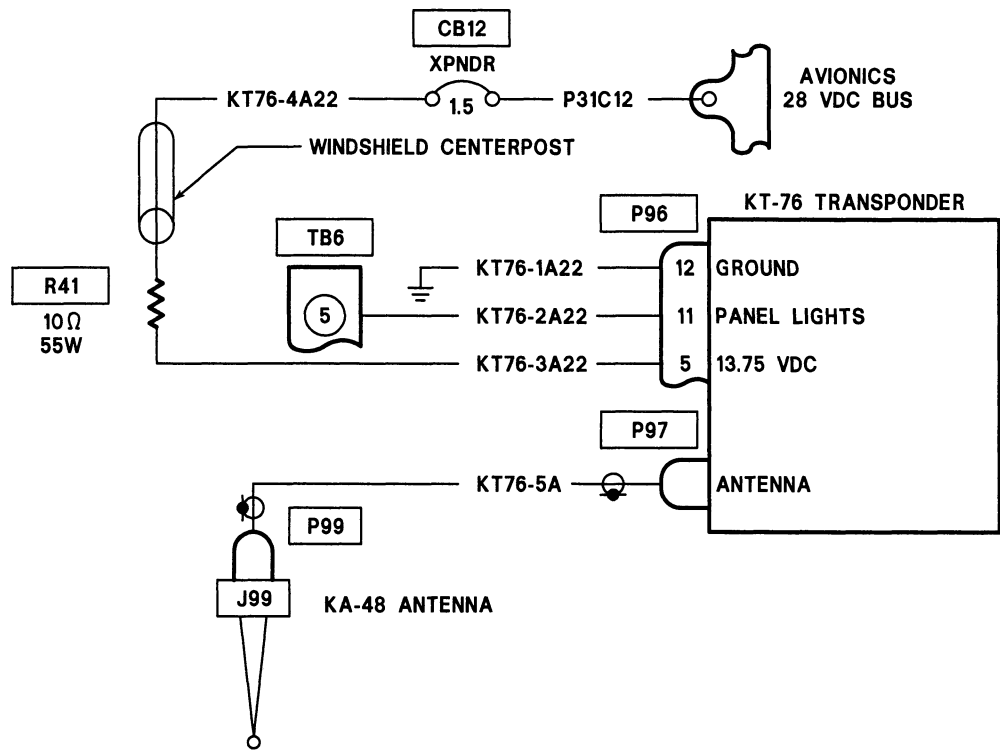 CB12
XPNDR
KT76-4A22
1.5
P31C12
AVIONICS
28 VDC BUS
WINDSHIELD CENTERPOST
P96
KT-76 TRANSPONDER
TB6
R41
10Ω
55W
5
KT76-1A22
12
GROUND
KT76-2A22
11
PANEL LIGHTS
KT76-3A22
5
13.75 VDC
P97
KT76-5A
ANTENNA
P99
J99
KA-48 ANTENNA